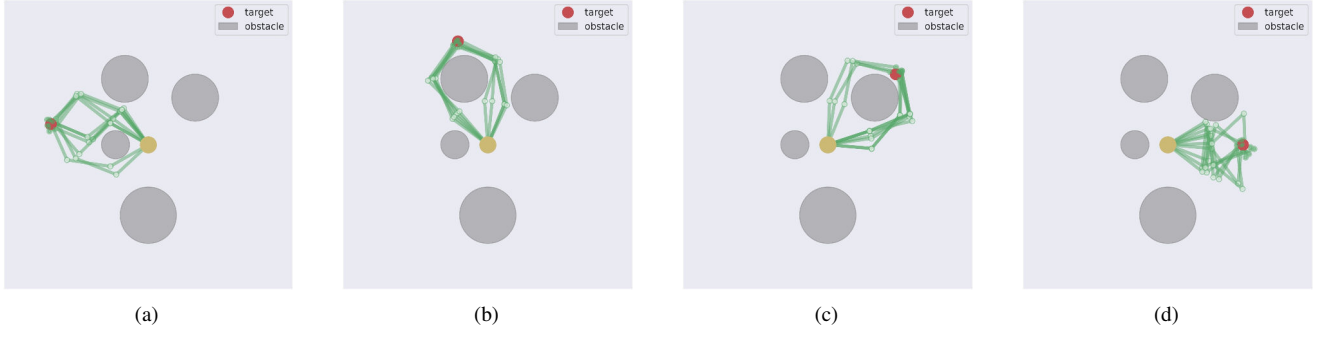 target
obstacle
target
obstacle
target
obstacle
target
obstacle
(a)
(b)
(c)
(d)